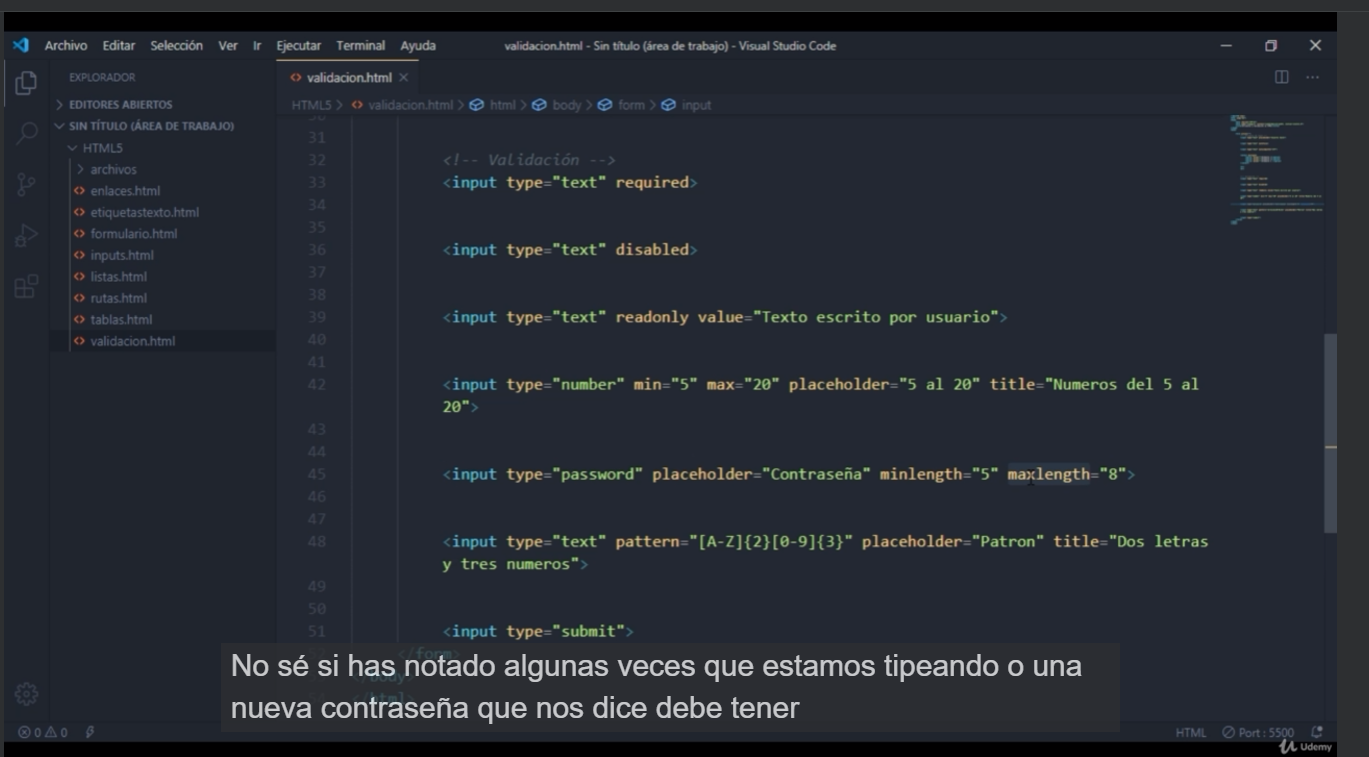 Archivo Editar Selección Ver Ir Ejecutar Terminal Ayuda validacion.html - Sin título (área de trabajo) - Visual Studio Code
EXPLORADOR
validacion.html
EDITORES ABIERTOS
HTML5 > validacion.html > html > body > form > input
SIN TÍTULO (ÁREA DE TRABAJO)
HTML5
archivos
enlaces.html
etiquetastexto.html
formulario.html
inputs.html
listas.html
rutas.html
tablas.html
validacion.html
30
31
32 <!-- Validación -->
33 <input type="text" required>
34
35
36 <input type="text" disabled>
37
38
39 <input type="text" readonly value="Texto escrito por usuario">
40
41
42 <input type="number" min="5" max="20" placeholder="5 al 20" title="Numeros del 5 al
20">
43
44
45 <input type="password" placeholder="Contraseña" minlength="5" maxlength="8">
46
47
48 <input type="text" pattern="[A-Z]{2}[0-9]{3}" placeholder="Patron" title="Dos letras
y tres numeros">
49
50
51 <input type="submit">
52 </form>
</body>
</html>
No sé si has notado algunas veces que estamos tipeando o una
nueva contraseña que nos dice debe tener
0 0 HTML Port : 5500
Udemy